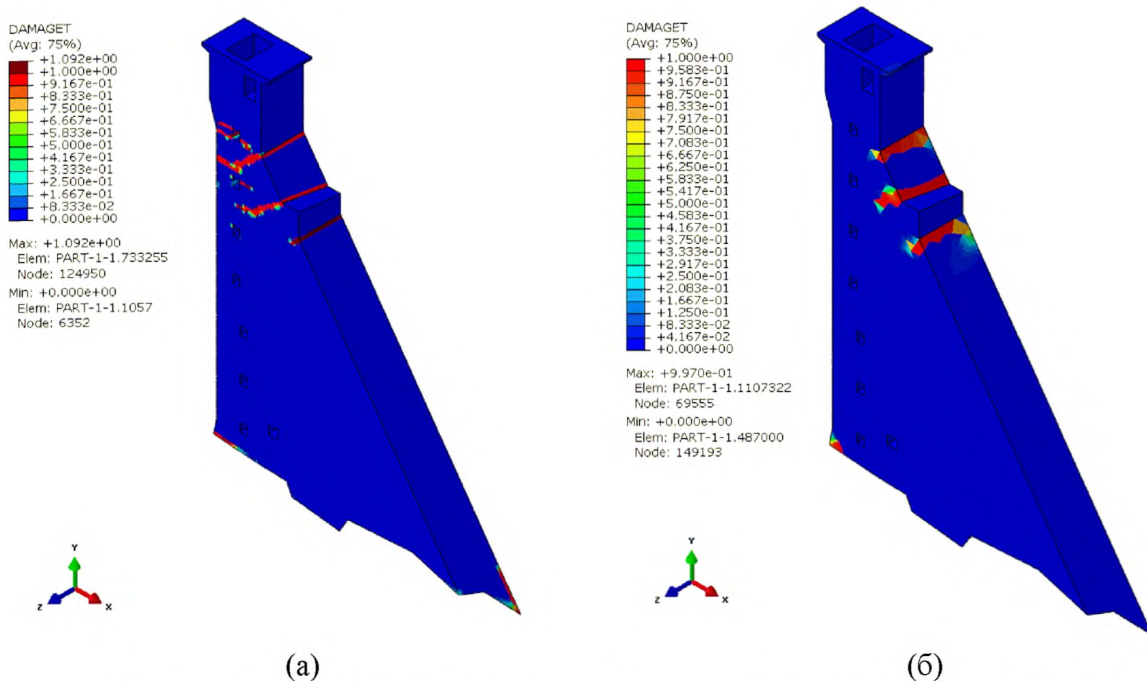 DAMAGET
(Avg: 75%)
+1.092e+00
+1.000e+00
+9.167e-01
+8.333e-01
+7.500e-01
+6.667e-01
+5.833e-01
+5.000e-01
+4.167e-01
+3.333e-01
+2.500e-01
+1.667e-01
+8.333e-02
+0.000e+00
Max: +1.092e+00
Elem: PART-1-1.733255
Node: 124950
Min: +0.000e+00
Elem: PART-1-1.1057
Node: 6352
Y
Z
X
(а)
DAMAGET
(Avg: 75%)
+1.000e+00
+9.583e-01
+9.167e-01
+8.750e-01
+8.333e-01
+7.917e-01
+7.500e-01
+7.083e-01
+6.667e-01
+6.250e-01
+5.833e-01
+5.417e-01
+5.000e-01
+4.583e-01
+4.167e-01
+3.750e-01
+3.333e-01
+2.917e-01
+2.500e-01
+2.083e-01
+1.667e-01
+1.250e-01
+8.333e-02
+4.167e-02
+0.000e+00
Max: +9.970e-01
Elem: PART-1-1.1107322
Node: 69555
Min: +0.000e+00
Elem: PART-1-1.487000
Node: 149193
Y
Z
X
(б)